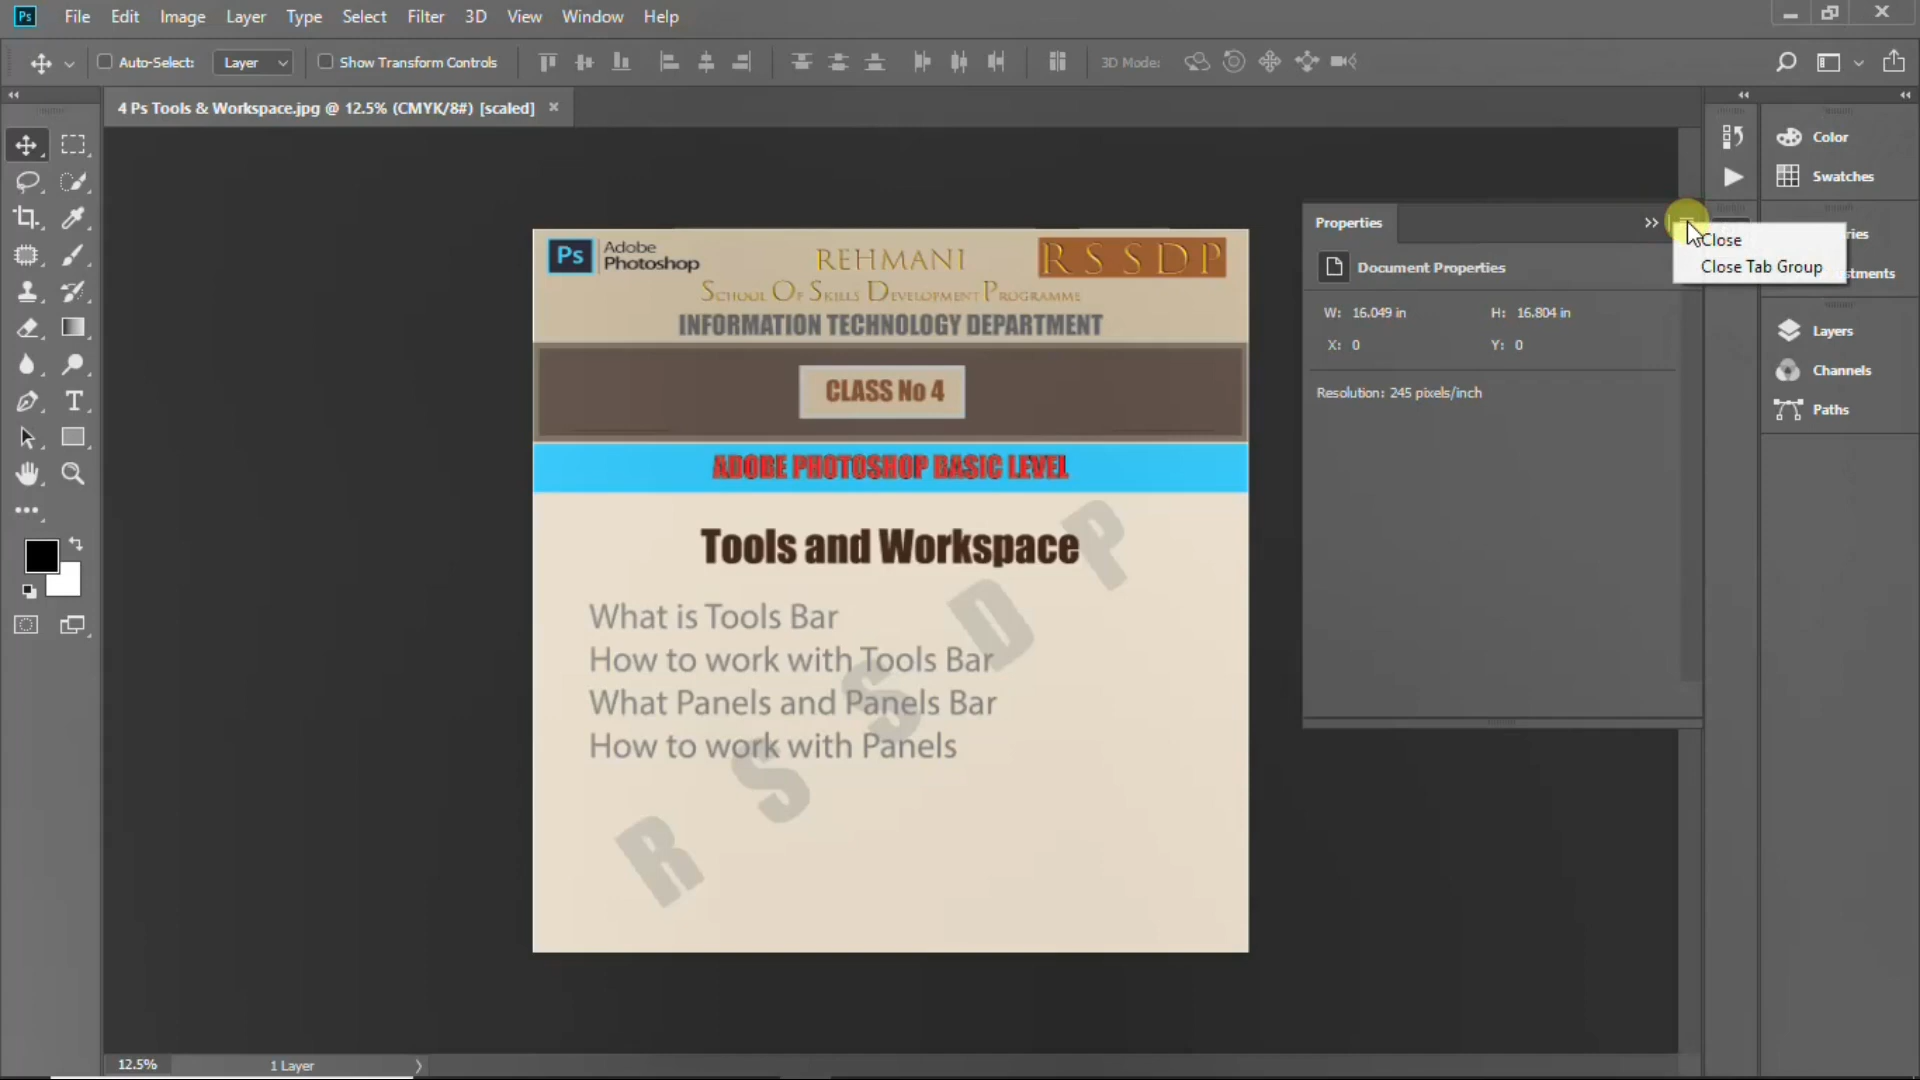 Ps File Edit Image Layer Type Select Filter 3D View Window Help
Auto-Select: Layer Show Transform Controls 3D Mode:
4 Ps Tools & Workspace.jpg @ 12.5% (CMYK/8#) [scaled] ×
Color
Swatches
Properties
Close
Close Tab Group
Document Properties
W: 16.049 in H: 16.804 in
X: 0 Y: 0
Resolution: 245 pixels/inch
Layers
Channels
Paths
Ps Adobe Photoshop
REHMANI
RSSDP
School Of Skills Development Programme
INFORMATION TECHNOLOGY DEPARTMENT
CLASS No 4
ADOBE PHOTOSHOP BASIC LEVEL
Tools and Workspace
What is Tools Bar
How to work with Tools Bar
What Panels and Panels Bar
How to work with Panels
R S S D P
12.5% 1 Layer